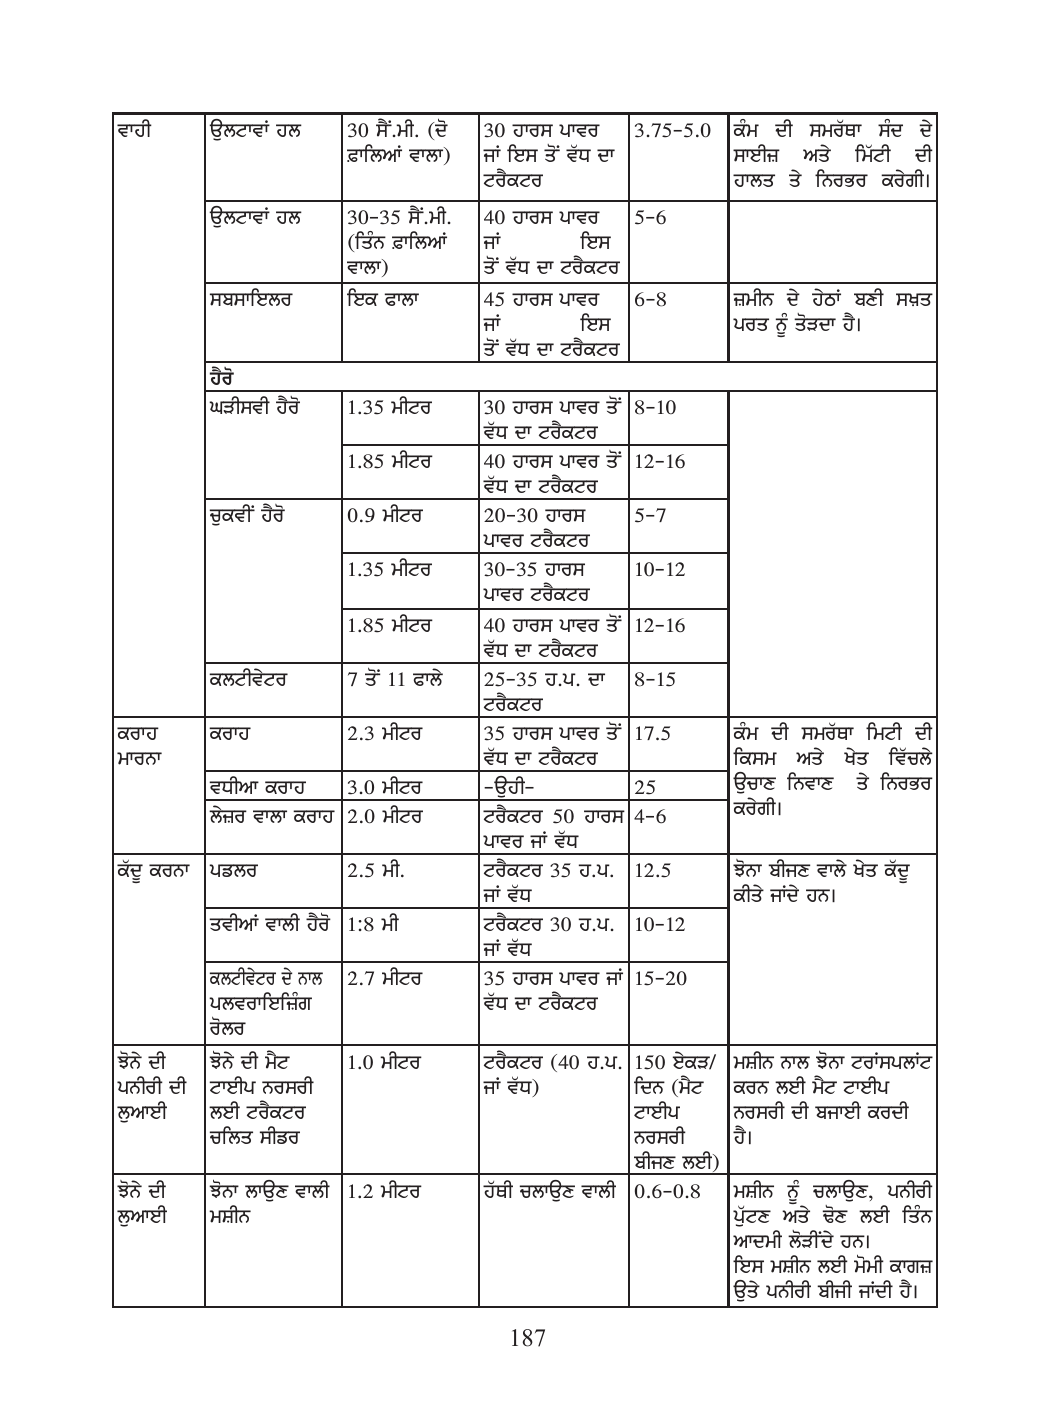 ਵਾਹੀ
ਉਲਟਾਵਾਂ ਹਲ
30 ਸੈਂ.ਮੀ. (ਦੋ
ਫ਼ਾਲਿਆਂ ਵਾਲਾ)
30 ਹਾਰਸ ਪਾਵਰ
ਜਾਂ ਇਸ ਤੋਂ ਵੱਧ ਦਾ
ਟਰੈਕਟਰ
3.75-5.0
ਕੰਮ ਦੀ ਸਮਰੱਥਾ ਸੰਦ ਦੇ
ਸਾਈਜ਼ ਅਤੇ ਮਿੱਟੀ ਦੀ
ਹਾਲਤ ਤੇ ਨਿਰਭਰ ਕਰੇਗੀ।
ਉਲਟਾਵਾਂ ਹਲ
30-35 ਸੈਂ.ਮੀ.
(ਤਿੰਨ ਫ਼ਾਲਿਆਂ
ਵਾਲਾ)
40 ਹਾਰਸ ਪਾਵਰ
ਜਾਂ ਇਸ
ਤੋਂ ਵੱਧ ਦਾ ਟਰੈਕਟਰ
5-6
ਸਬਸਾਇਲਰ
ਇਕ ਫਾਲਾ
45 ਹਾਰਸ ਪਾਵਰ
ਜਾਂ ਇਸ
ਤੋਂ ਵੱਧ ਦਾ ਟਰੈਕਟਰ
6-8
ਜ਼ਮੀਨ ਦੇ ਹੇਠਾਂ ਬਣੀ ਸਖ਼ਤ
ਪਰਤ ਨੂੰ ਤੋੜਦਾ ਹੈ।
ਹੈਰੋ
ਘੜੀਸਵੀ ਹੈਰੋ
1.35 ਮੀਟਰ
30 ਹਾਰਸ ਪਾਵਰ ਤੋਂ
ਵੱਧ ਦਾ ਟਰੈਕਟਰ
8-10
1.85 ਮੀਟਰ
40 ਹਾਰਸ ਪਾਵਰ ਤੋਂ
ਵੱਧ ਦਾ ਟਰੈਕਟਰ
12-16
ਚੁਕਵੀਂ ਹੈਰੋ
0.9 ਮੀਟਰ
20-30 ਹਾਰਸ
ਪਾਵਰ ਟਰੈਕਟਰ
5-7
1.35 ਮੀਟਰ
30-35 ਹਾਰਸ
ਪਾਵਰ ਟਰੈਕਟਰ
10-12
1.85 ਮੀਟਰ
40 ਹਾਰਸ ਪਾਵਰ ਤੋਂ
ਵੱਧ ਦਾ ਟਰੈਕਟਰ
12-16
ਕਲਟੀਵੇਟਰ
7 ਤੋਂ 11 ਫਾਲੇ
25-35 ਹ.ਪ. ਦਾ
ਟਰੈਕਟਰ
8-15
ਕਰਾਹ
ਮਾਰਨਾ
ਕਰਾਹ
2.3 ਮੀਟਰ
35 ਹਾਰਸ ਪਾਵਰ ਤੋਂ
ਵੱਧ ਦਾ ਟਰੈਕਟਰ
17.5
ਕੰਮ ਦੀ ਸਮਰੱਥਾ ਮਿਟੀ ਦੀ
ਕਿਸਮ ਅਤੇ ਖੇਤ ਵਿੱਚਲੇ
ਉਚਾਣ ਨਿਵਾਣ ਤੇ ਨਿਰਭਰ
ਕਰੇਗੀ।
ਵਧੀਆ ਕਰਾਹ
3.0 ਮੀਟਰ
-ਉਹੀ-
25
ਲੇਜ਼ਰ ਵਾਲਾ ਕਰਾਹ
2.0 ਮੀਟਰ
ਟਰੈਕਟਰ 50 ਹਾਰਸ
ਪਾਵਰ ਜਾਂ ਵੱਧ
4-6
ਕੱਦੂ ਕਰਨਾ
ਪਡਲਰ
2.5 ਮੀ.
ਟਰੈਕਟਰ 35 ਹ.ਪ.
ਜਾਂ ਵੱਧ
12.5
ਝੋਨਾ ਬੀਜਣ ਵਾਲੇ ਖੇਤ ਕੱਦੂ
ਕੀਤੇ ਜਾਂਦੇ ਹਨ।
ਤਵੀਆਂ ਵਾਲੀ ਹੈਰੋ
1:8 ਮੀ
ਟਰੈਕਟਰ 30 ਹ.ਪ.
ਜਾਂ ਵੱਧ
10-12
ਕਲਟੀਵੇਟਰ ਦੇ ਨਾਲ
ਪਲਵਰਾਇਜ਼ਿੰਗ
ਰੋਲਰ
2.7 ਮੀਟਰ
35 ਹਾਰਸ ਪਾਵਰ ਜਾਂ
ਵੱਧ ਦਾ ਟਰੈਕਟਰ
15-20
ਝੋਨੇ ਦੀ
ਪਨੀਰੀ ਦੀ
ਲੁਆਈ
ਝੋਨੇ ਦੀ ਮੈਟ
ਟਾਈਪ ਨਰਸਰੀ
ਲਈ ਟਰੈਕਟਰ
ਚਲਿਤ ਸੀਡਰ
1.0 ਮੀਟਰ
ਟਰੈਕਟਰ (40 ਹ.ਪ.
ਜਾਂ ਵੱਧ)
150 ਏਕੜ/
ਦਿਨ (ਮੈਟ
ਟਾਈਪ
ਨਰਸਰੀ
ਬੀਜਣ ਲਈ)
ਮਸ਼ੀਨ ਨਾਲ ਝੋਨਾ ਟਰਾਂਸਪਲਾਂਟ
ਕਰਨ ਲਈ ਮੈਟ ਟਾਈਪ
ਨਰਸਰੀ ਦੀ ਬਜਾਈ ਕਰਦੀ
ਹੈ।
ਝੋਨੇ ਦੀ
ਲੁਆਈ
ਝੋਨਾ ਲਾਉਣ ਵਾਲੀ
ਮਸ਼ੀਨ
1.2 ਮੀਟਰ
ਹੱਥੀ ਚਲਾਉਣ ਵਾਲੀ
0.6-0.8
ਮਸ਼ੀਨ ਨੂੰ ਚਲਾਉਣ, ਪਨੀਰੀ
ਪੁੱਟਣ ਅਤੇ ਢੋਣ ਲਈ ਤਿੰਨ
ਆਦਮੀ ਲੋੜੀਂਦੇ ਹਨ।
ਇਸ ਮਸ਼ੀਨ ਲਈ ਮੋਮੀ ਕਾਗਜ਼
ਉਤੇ ਪਨੀਰੀ ਬੀਜੀ ਜਾਂਦੀ ਹੈ।
187